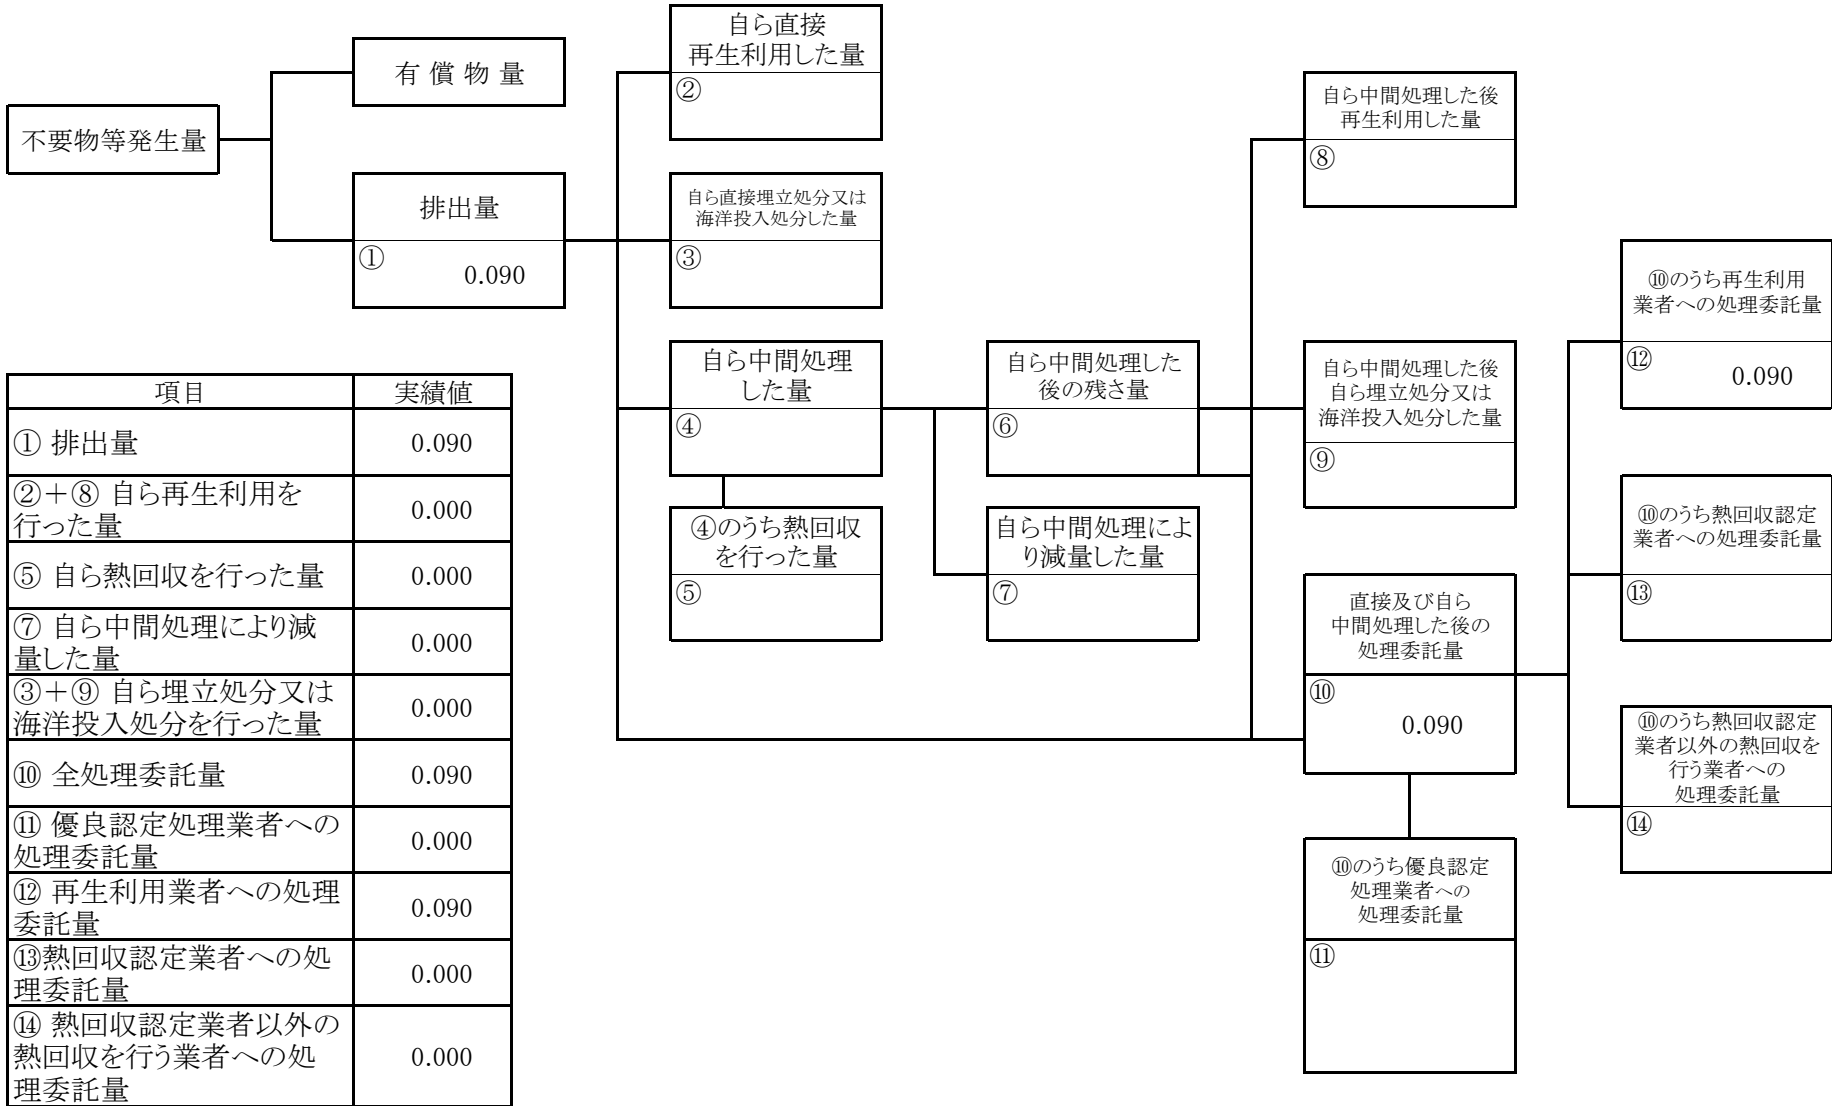 不要物等発生量
有 償 物 量
排出量
①
0.090
自ら直接
再生利用した量
②
自ら直接埋立処分又は
海洋投入処分した量
③
自ら中間処理
した量
④
④のうち熱回収
を行った量
⑤
自ら中間処理した
後の残さ量
⑥
自ら中間処理によ
り減量した量
⑦
自ら中間処理した後
再生利用した量
⑧
自ら中間処理した後
自ら埋立処分又は
海洋投入処分した量
⑨
直接及び自ら
中間処理した後の
処理委託量
⑩
0.090
⑩のうち優良認定
処理業者への
処理委託量
⑪
⑩のうち再生利用
業者への処理委託量
⑫
0.090
⑩のうち熱回収認定
業者への処理委託量
⑬
⑩のうち熱回収認定
業者以外の熱回収を
行う業者への
処理委託量
⑭
項目 実績値
① 排出量 0.090
②＋⑧ 自ら再生利用を
行った量 0.000
⑤ 自ら熱回収を行った量 0.000
⑦ 自ら中間処理により減
量した量 0.000
③＋⑨ 自ら埋立処分又は
海洋投入処分を行った量 0.000
⑩ 全処理委託量 0.090
⑪ 優良認定処理業者への
処理委託量 0.000
⑫ 再生利用業者への処理
委託量 0.090
⑬熱回収認定業者への処
理委託量 0.000
⑭ 熱回収認定業者以外の
熱回収を行う業者への処
理委託量 0.000